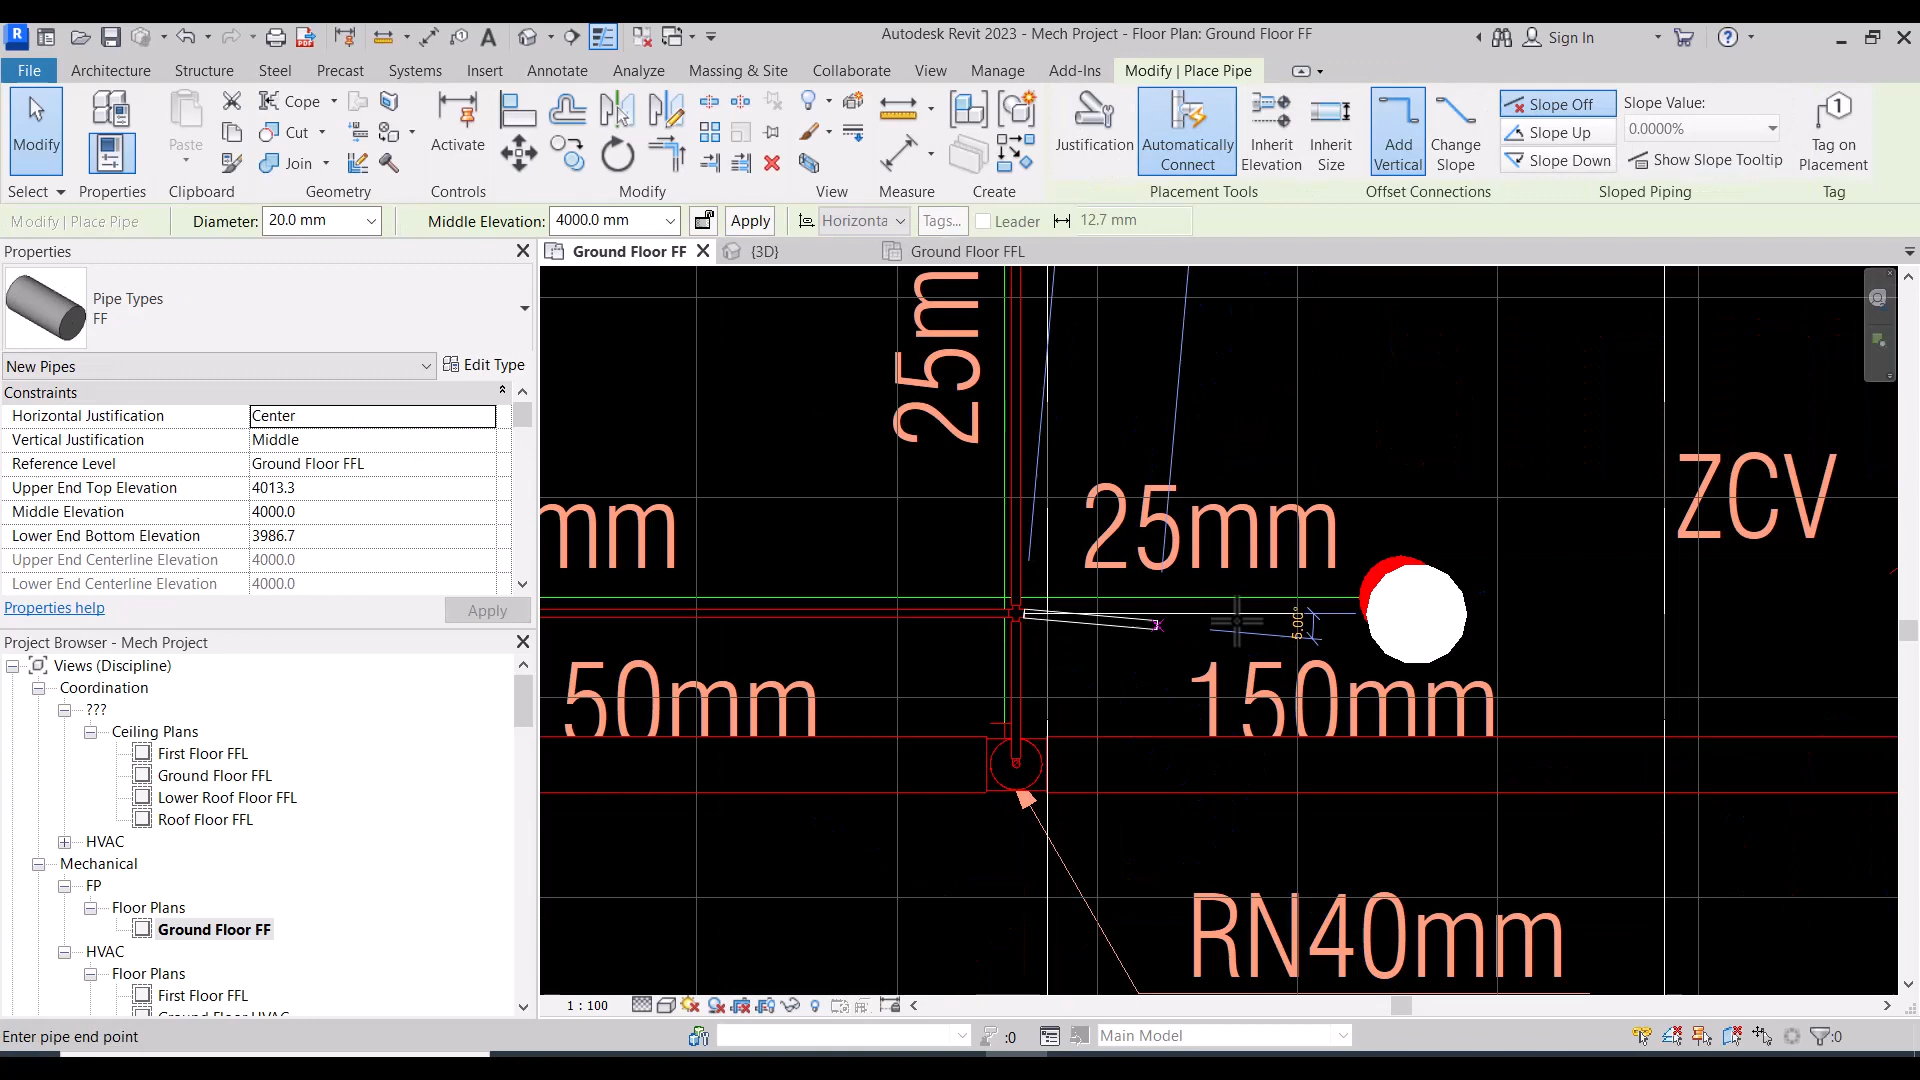 Autodesk Revit 2023 - Mech Project - Floor Plan: Ground Floor FF
Sign In
File Architecture Structure Steel Precast Systems Insert Annotate Analyze Massing & Site Collaborate View Manage Add-Ins Modify | Place Pipe
Modify
Paste
Cope
Cut
Join
Activate
Justification
Automatically Connect
Inherit Elevation
Inherit Size
Add Vertical
Change Slope
Slope Off
Slope Up
Slope Down
Slope Value:
0.0000%
Show Slope Tooltip
Tag on Placement
Select Properties Clipboard Geometry Controls Modify View Measure Create Placement Tools Offset Connections Sloped Piping Tag
Modify | Place Pipe Diameter: 20.0 mm Middle Elevation: 4000.0 mm Apply Horizonta Tags... Leader 12.7 mm
Properties
Ground Floor FF {3D} Ground Floor FFL
Pipe Types
FF
New Pipes Edit Type
Constraints
Horizontal Justification Center
Vertical Justification Middle
Reference Level Ground Floor FFL
Upper End Top Elevation 4013.3
Middle Elevation 4000.0
Lower End Bottom Elevation 3986.7
Upper End Centerline Elevation 4000.0
Lower End Centerline Elevation 4000.0
Properties help Apply
Project Browser - Mech Project
Views (Discipline)
Coordination
???
Ceiling Plans
First Floor FFL
Ground Floor FFL
Lower Roof Floor FFL
Roof Floor FFL
HVAC
Mechanical
FP
Floor Plans
Ground Floor FF
HVAC
Floor Plans
First Floor FFL
Ground Floor HVAC
25m
mm
25mm
ZCV
5.00°
50mm
150mm
RN40mm
1 : 100
Enter pipe end point
:0
Main Model
:0